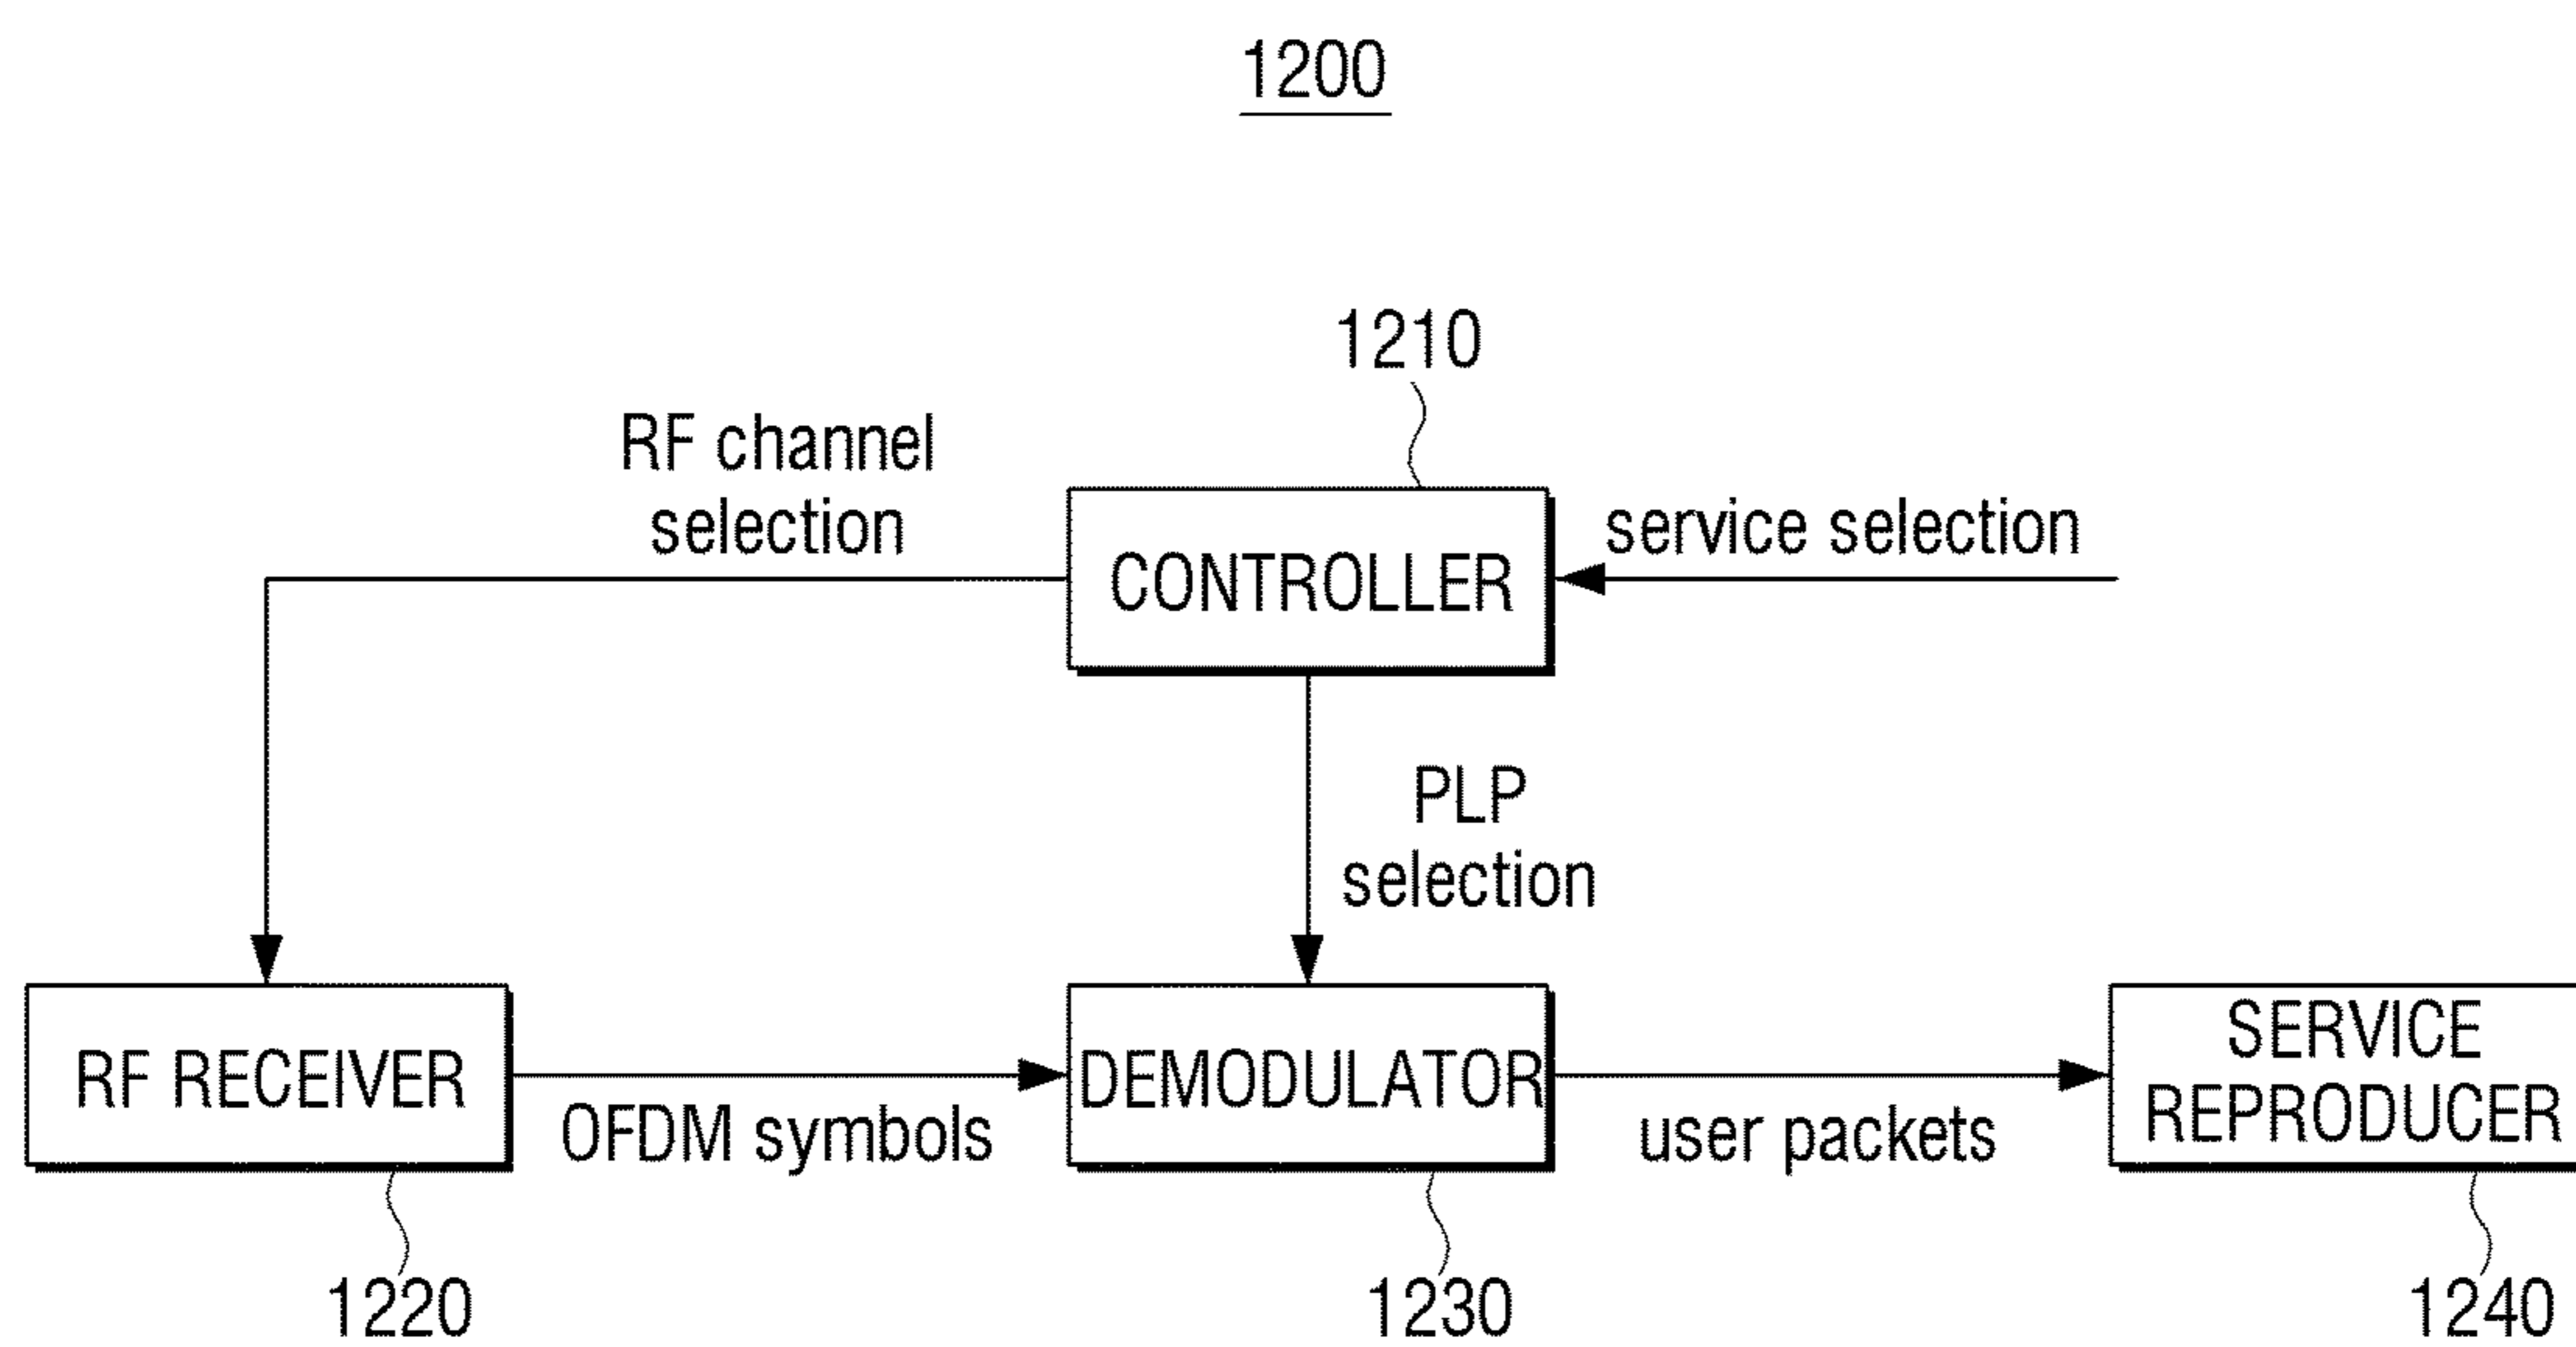 1200
1210
RF channel
selection
service selection
CONTROLLER
PLP
selection
RF RECEIVER
OFDM symbols
DEMODULATOR
user packets
SERVICE
REPRODUCER
1220
1230
1240